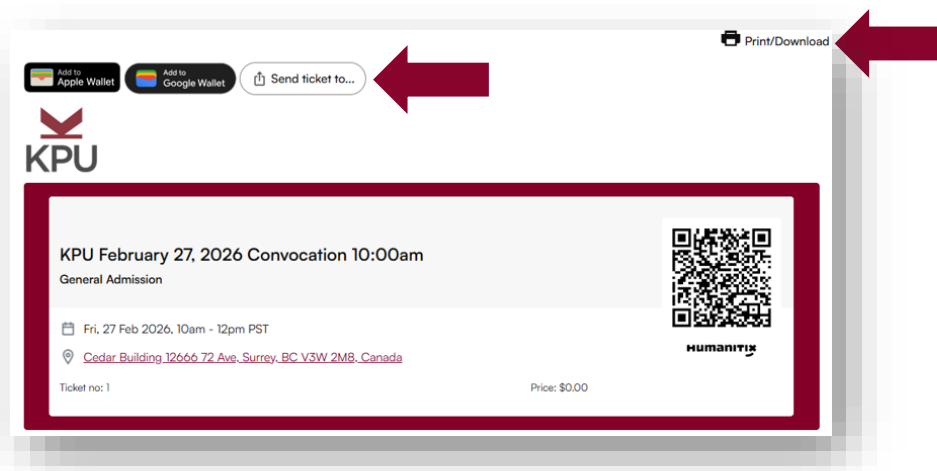 Print/Download
Add to
Apple Wallet
Add to
Google Wallet
Send ticket to...
KPU
KPU February 27, 2026 Convocation 10:00am
General Admission
Fri, 27 Feb 2026, 10am - 12pm PST
Cedar Building 12666 72 Ave, Surrey, BC V3W 2M8, Canada
HUMANITIX
Ticket no: 1
Price: $0.00